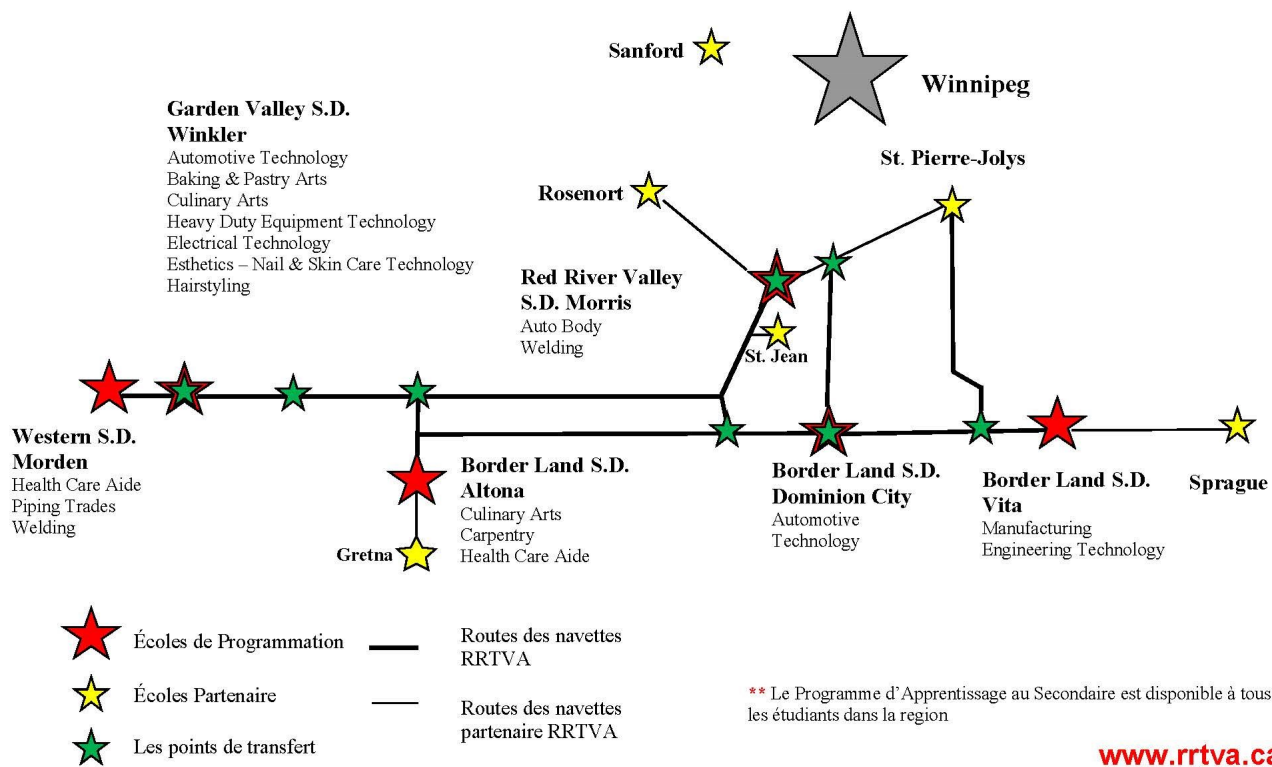 Sanford
Winnipeg
Garden Valley S.D.
Winkler
Automotive Technology
Baking & Pastry Arts
Culinary Arts
Heavy Duty Equipment Technology
Electrical Technology
Esthetics – Nail & Skin Care Technology
Hairstyling
St. Pierre-Jolys
Rosenort
Red River Valley
S.D. Morris
Auto Body
Welding
St. Jean
Western S.D.
Morden
Health Care Aide
Piping Trades
Welding
Border Land S.D.
Altona
Culinary Arts
Carpentry
Health Care Aide
Gretna
Border Land S.D.
Dominion City
Automotive
Technology
Border Land S.D.
Vita
Manufacturing
Engineering Technology
Sprague
Écoles de Programmation
Routes des navettes
RRTVA
Écoles Partenaire
Routes des navettes
partenaire RRTVA
Les points de transfert
** Le Programme d'Apprentissage au Secondaire est disponible à tous
les étudiants dans la region
www.rrtva.ca